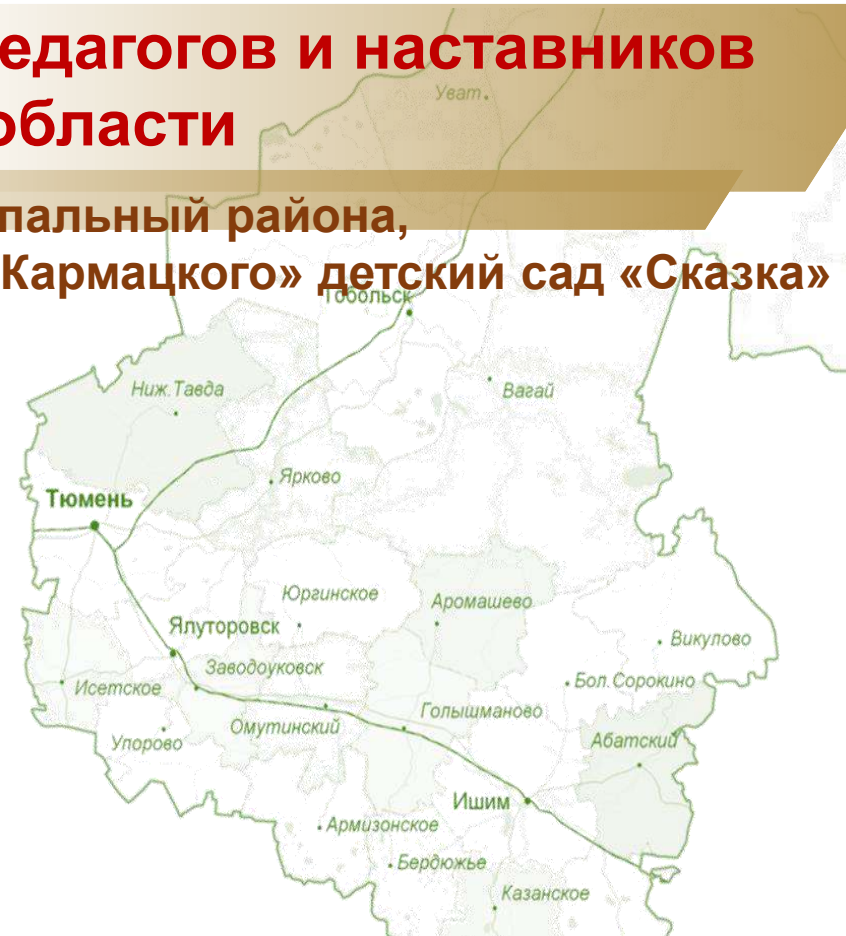 едагогов и наставников
Уват
области
пальный района,
Кармацкого» детский сад «Сказка»
Тобольск
Ниж.Тавда
Вагай
Ярково
Тюмень
Юргинское
Аромашево
Ялуторовск
Викулово
Заводоуковск
Исетское
Бол.Сорокино
Голышманово
Омутинский
Упорово
Абатский
Ишим
Армизонское
Бердюжье
Казанское